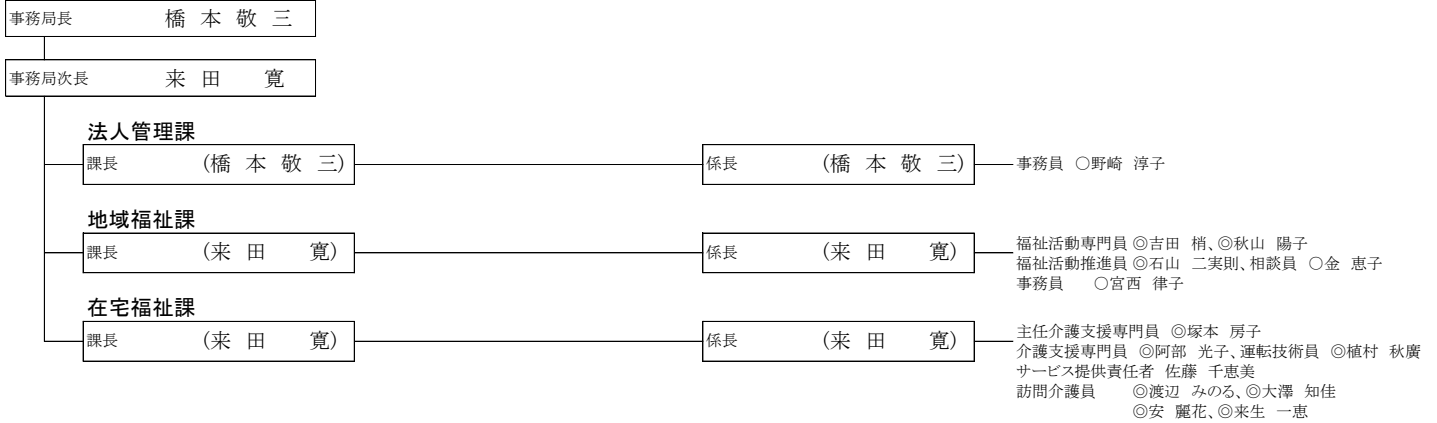 事務局長　橋 本 敬 三
事務局次長　来 田　寛
法人管理課
課長　（橋 本 敬 三）　係長　（橋 本 敬 三）　事務員 ○野崎 淳子
地域福祉課
課長　（来 田　寛）　係長　（来 田　寛）　福祉活動専門員 ◎吉田 梢、◎秋山 陽子
福祉活動推進員 ◎石山 二実則、相談員 ○金 恵子
事務員　○宮西 律子
在宅福祉課
課長　（来 田　寛）　係長　（来 田　寛）　主任介護支援専門員 ◎塚本 房子
介護支援専門員 ◎阿部 光子、運転技術員 ◎植村 秋廣
サービス提供責任者 佐藤 千恵美
訪問介護員　◎渡辺 みのる、◎大澤 知佳
◎安 麗花、◎来生 一恵